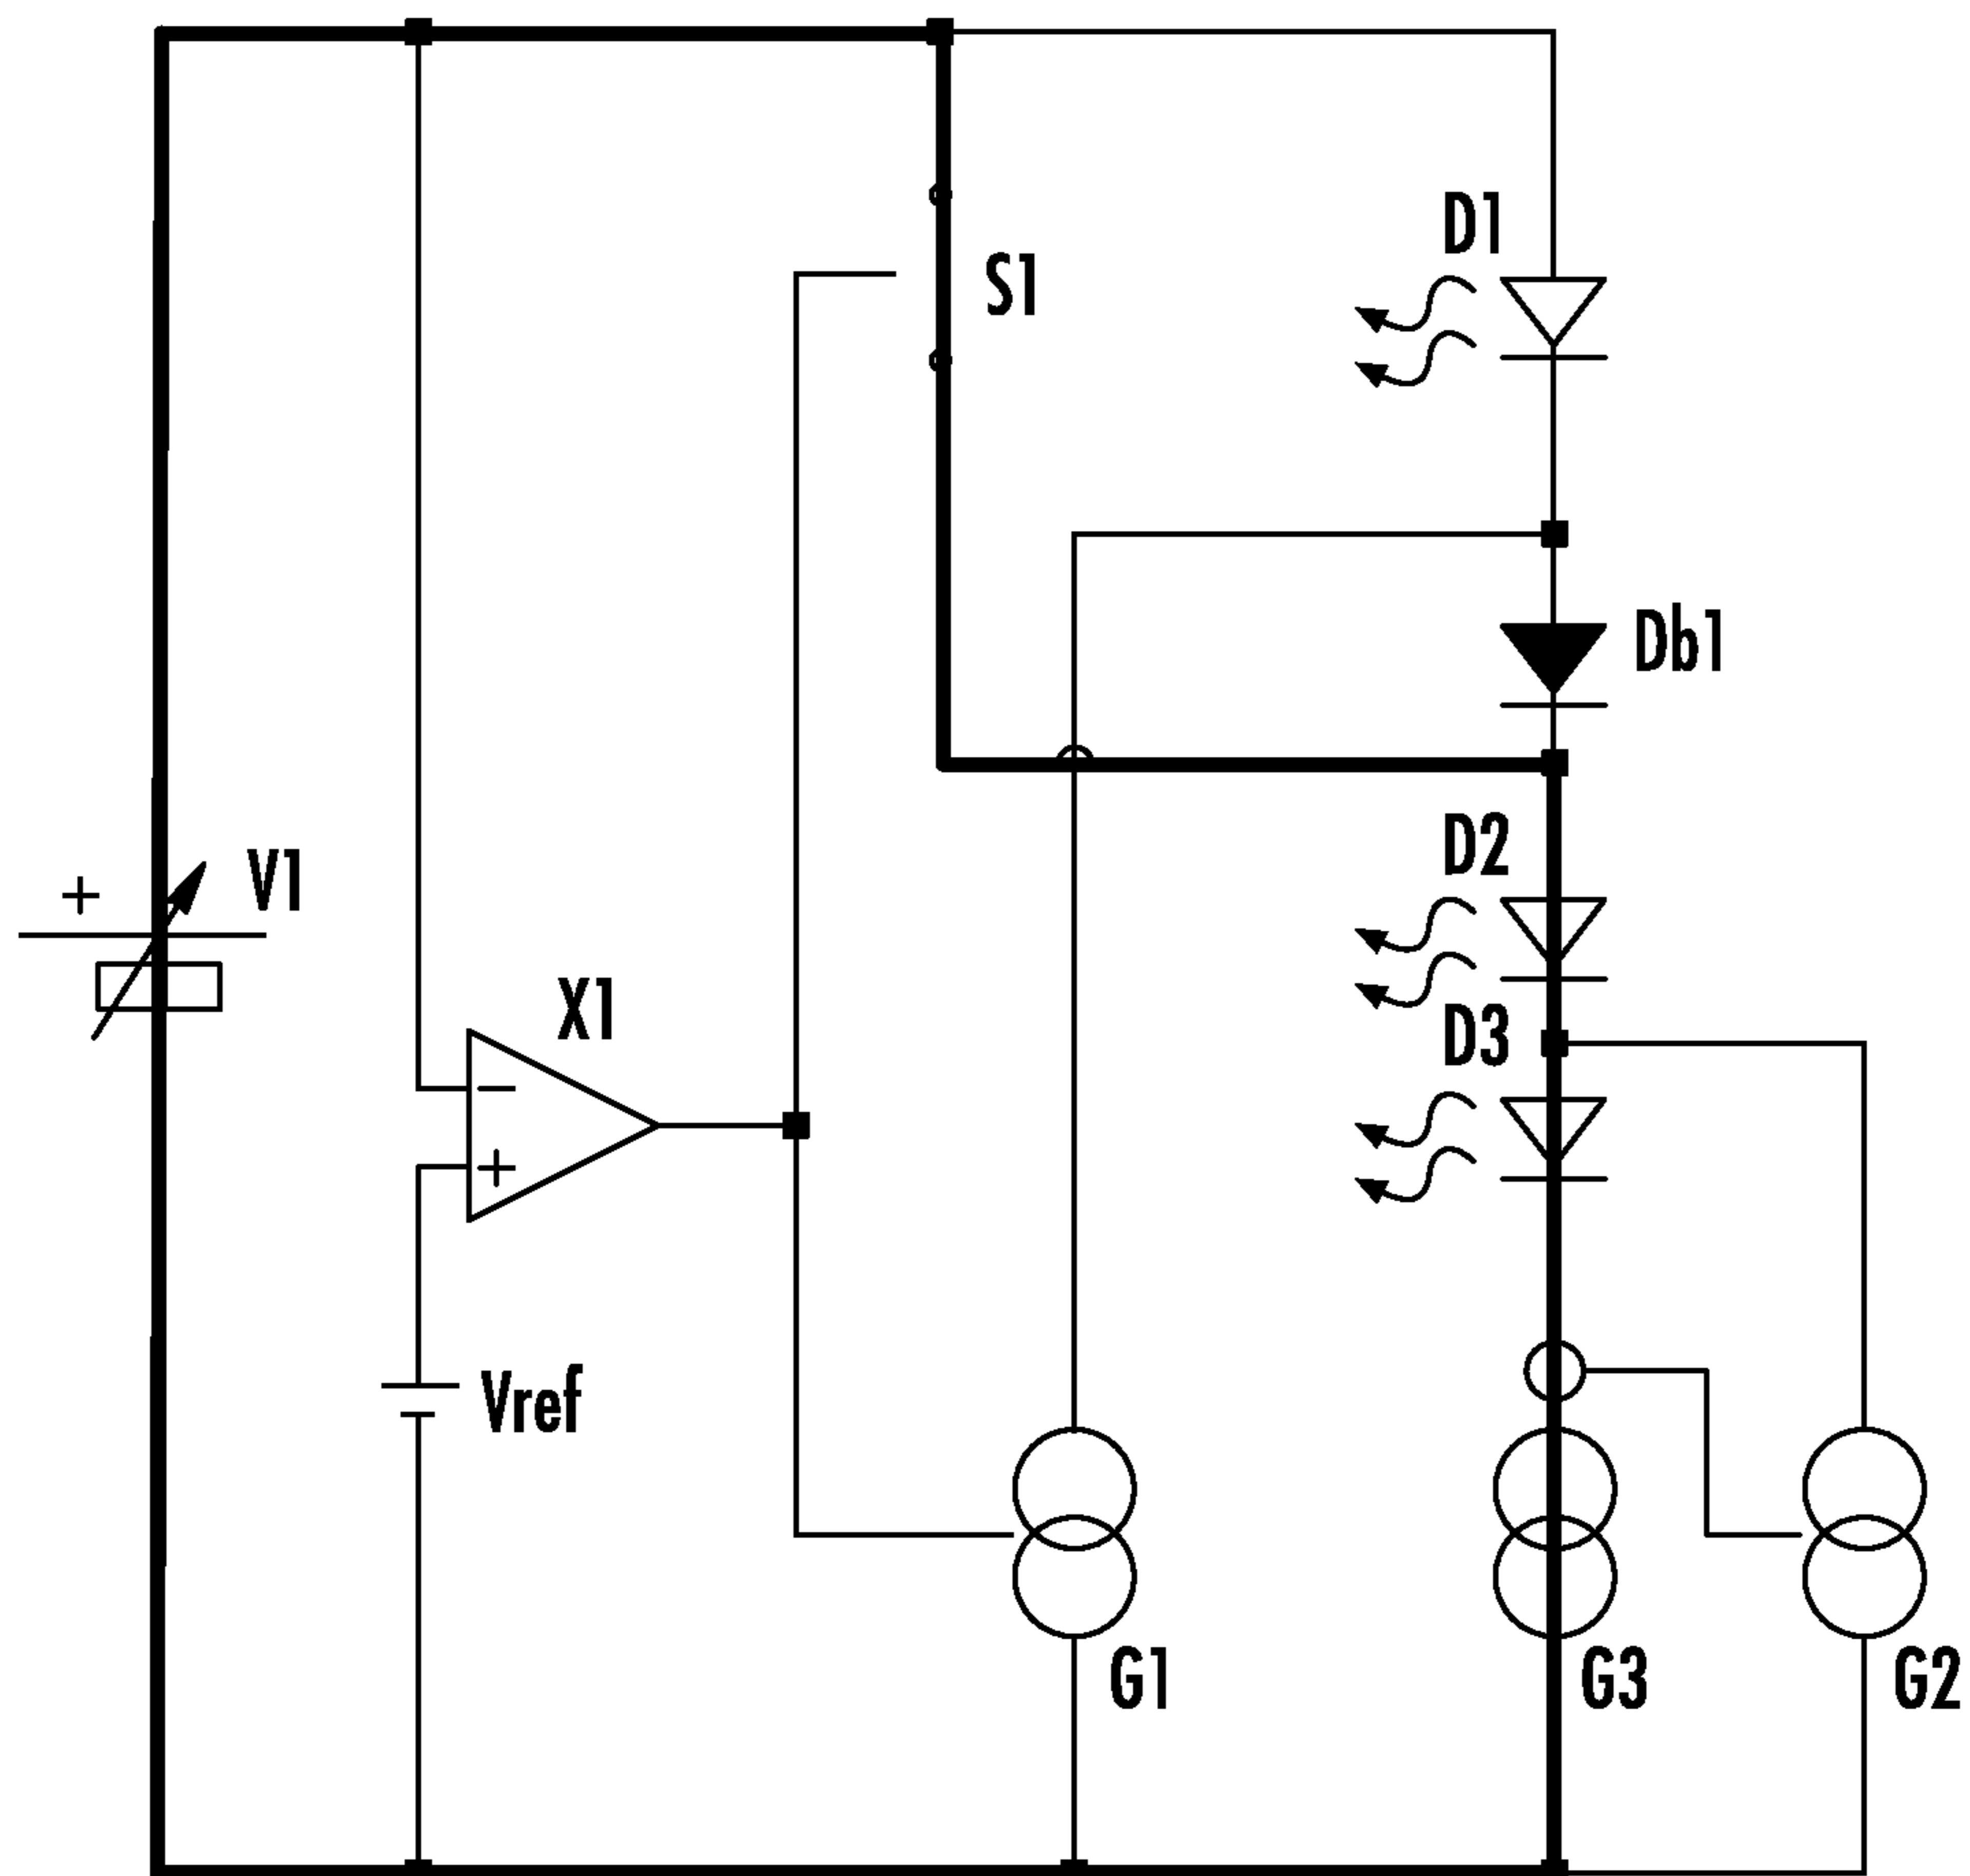 D1
S1
Db1
D2
+
V1
X1
D3
−
+
Vref
G1
G3
G2